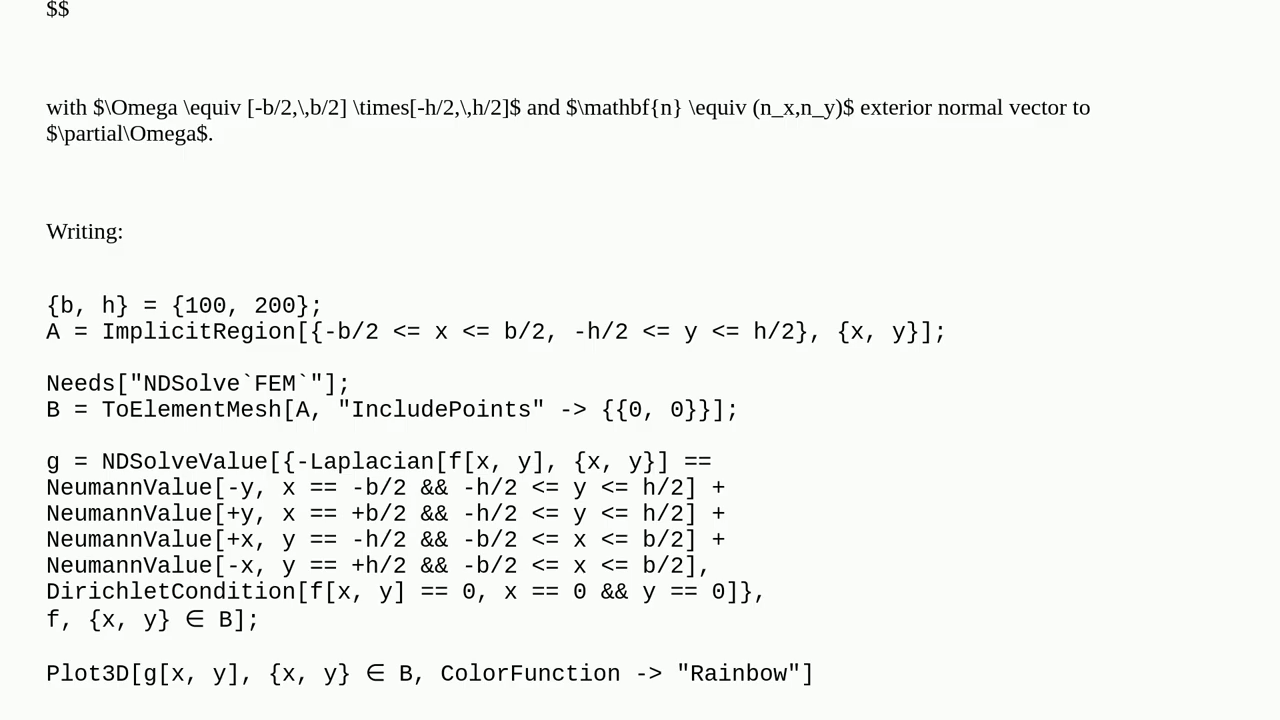 $$
with $\Omega \equiv [-b/2,\,b/2] \times[-h/2,\,h/2]$ and $\mathbf{n} \equiv (n_x,n_y)$ exterior normal vector to
$\partial\Omega$.
Writing:
{b, h} = {100, 200};
A = ImplicitRegion[{-b/2 <= x <= b/2, -h/2 <= y <= h/2}, {x, y}];
Needs["NDSolve`FEM`"];
B = ToElementMesh[A, "IncludePoints" -> {{0, 0}}];
g = NDSolveValue[{-Laplacian[f[x, y], {x, y}] ==
NeumannValue[-y, x == -b/2 && -h/2 <= y <= h/2] +
NeumannValue[+y, x == +b/2 && -h/2 <= y <= h/2] +
NeumannValue[+x, y == -h/2 && -b/2 <= x <= b/2] +
NeumannValue[-x, y == +h/2 && -b/2 <= x <= b/2],
DirichletCondition[f[x, y] == 0, x == 0 && y == 0]},
f, {x, y} ∈ B];
Plot3D[g[x, y], {x, y} ∈ B, ColorFunction -> "Rainbow"]